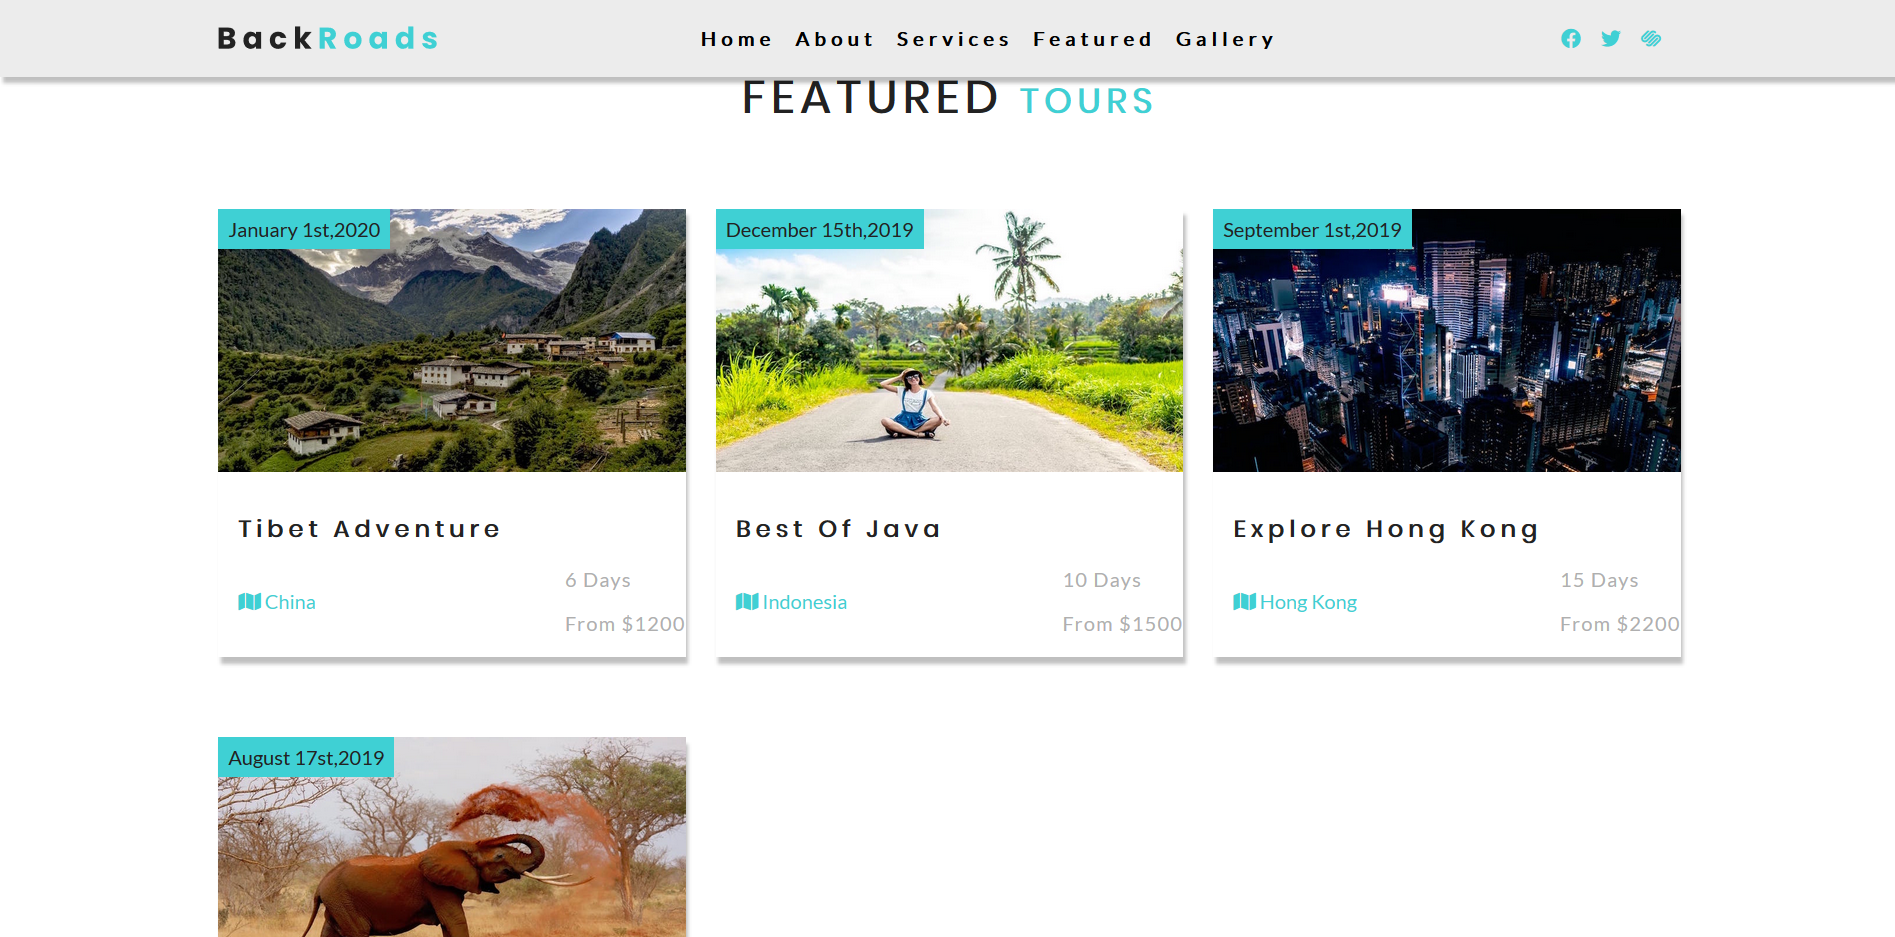 BackRoads
Home About Services Featured Gallery
FEATURED TOURS
January 1st,2020
Tibet Adventure
China
6 Days
From $1200
December 15th,2019
Best Of Java
Indonesia
10 Days
From $1500
September 1st,2019
Explore Hong Kong
Hong Kong
15 Days
From $2200
August 17st,2019